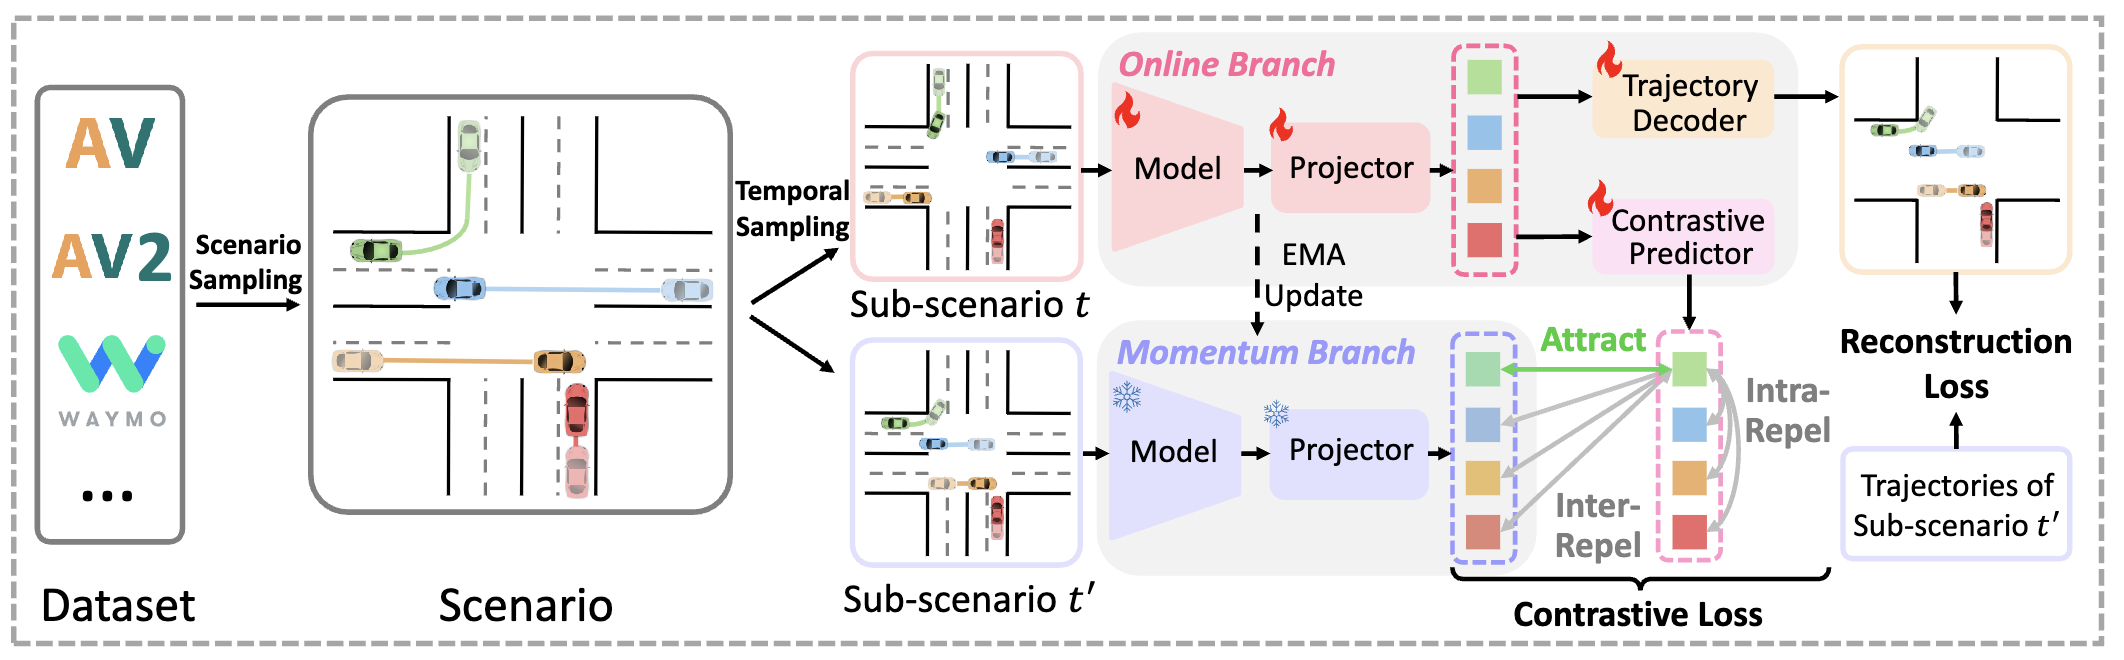 AV
AV2
WAYMO
...
Dataset
Scenario
Sampling
Scenario
Temporal
Sampling
Sub-scenario t
Sub-scenario t′
Online Branch
Model
Projector
Trajectory
Decoder
Contrastive
Predictor
EMA
Update
Momentum Branch
Model
Projector
Attract
Intra-
Repel
Inter-
Repel
Contrastive Loss
Reconstruction
Loss
Trajectories of
Sub-scenario t′